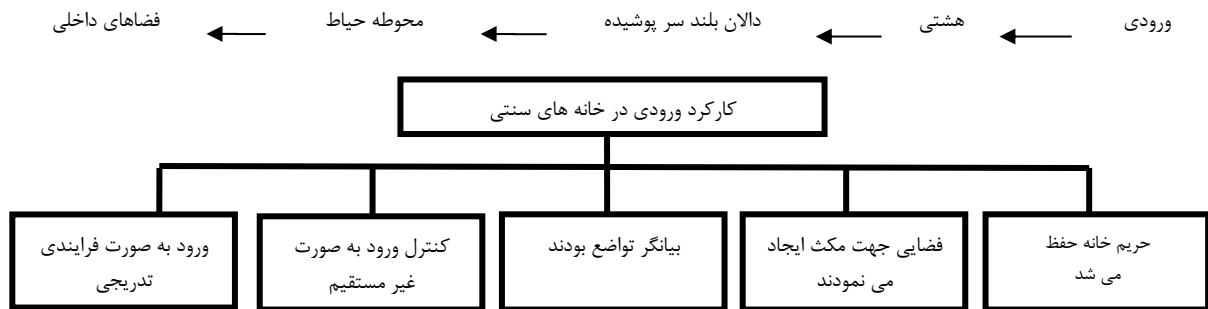 ورودی هشتی دالان بلند سر پوشیده محوطه حیاط فضاهای داخلی
کارکرد ورودی در خانه های سنتی
حریم خانه حفظ
می شد
فضایی جهت مکث ایجاد
می نمودند
بیانگر تواضع بودند
کنترل ورود به صورت
غیر مستقیم
ورود به صورت فرایندی
تدریجی